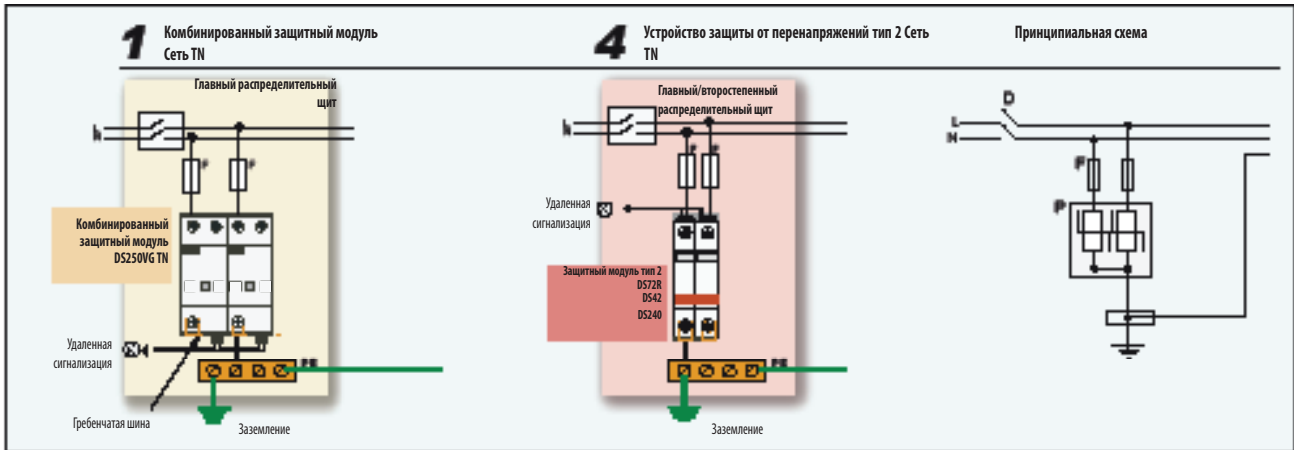 1 Комбинированный защитный модуль
Сеть TN
Главный распределительный
щит
F F
Комбинированный
защитный модуль
DS250VG TN
Удаленная
сигнализация
PE
Гребенчатая шина
Заземление
4 Устройство защиты от перенапряжений тип 2 Сеть
TN
Главный/второстепенный
распределительный щит
F F
Удаленная
сигнализация
Защитный модуль тип 2
DS72R
DS42
DS240
PE
Заземление
Принципиальная схема
D
L
N
F
P